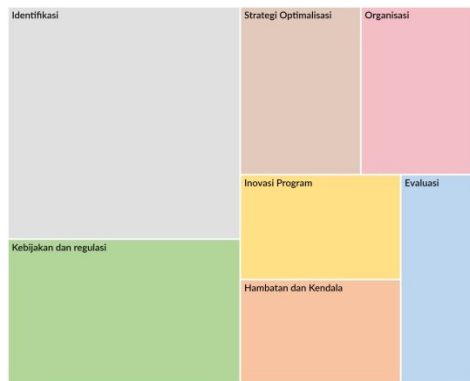 Identifikasi
Strategi Optimalisasi
Organisasi
Inovasi Program
Evaluasi
Kebijakan dan regulasi
Hambatan dan Kendala